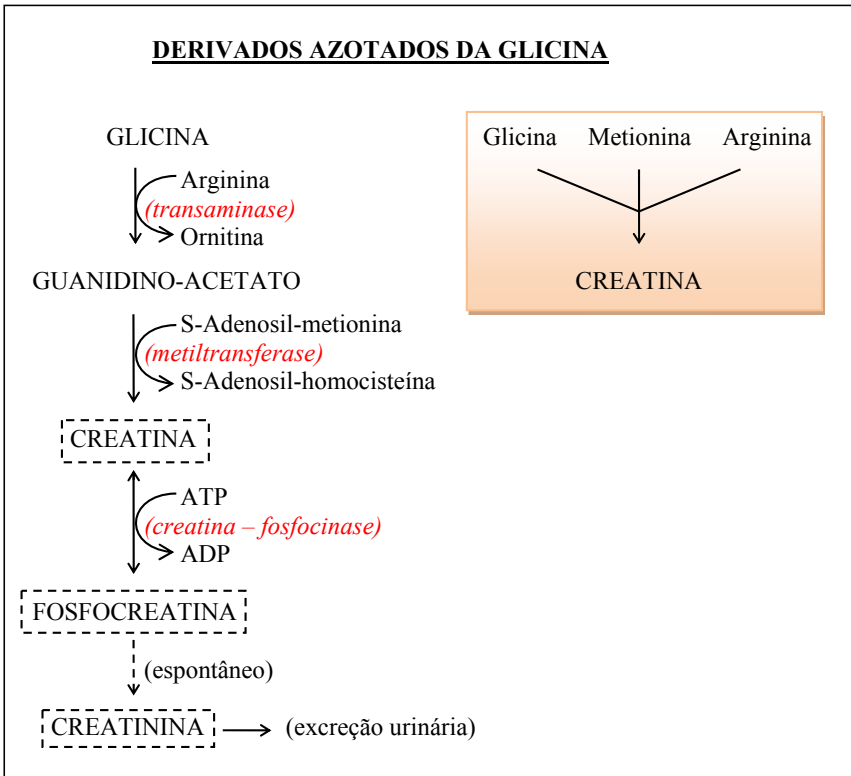 DERIVADOS AZOTADOS DA GLICINA
GLICINA
Arginina
(transaminase)
Ornitina
GUANIDINO-ACETATO
S-Adenosil-metionina
(metiltransferase)
S-Adenosil-homocisteína
CREATINA
ATP
(creatina – fosfocinase)
ADP
FOSFOCREATINA
(espontâneo)
CREATININA
(excreção urinária)
Glicina Metionina Arginina
CREATINA